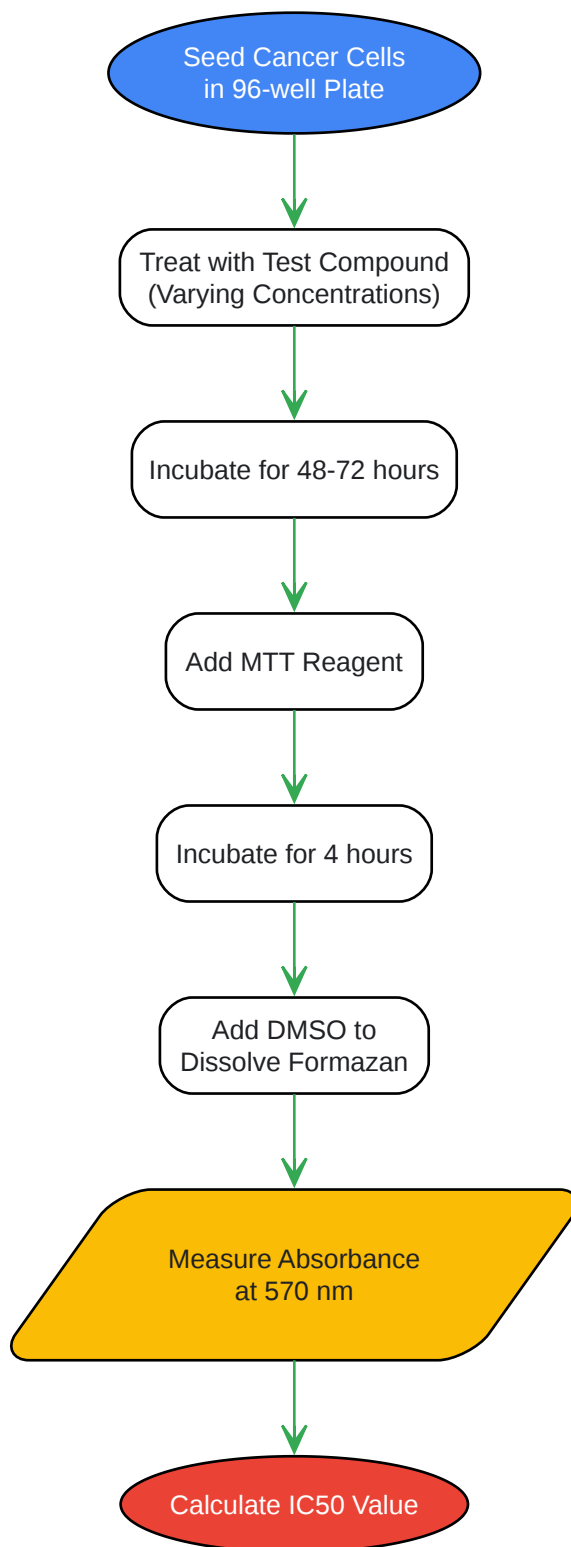 Seed Cancer Cells
in 96-well Plate
Treat with Test Compound
(Varying Concentrations)
Incubate for 48-72 hours
Add MTT Reagent
Incubate for 4 hours
Add DMSO to
Dissolve Formazan
Measure Absorbance
at 570 nm
Calculate IC50 Value